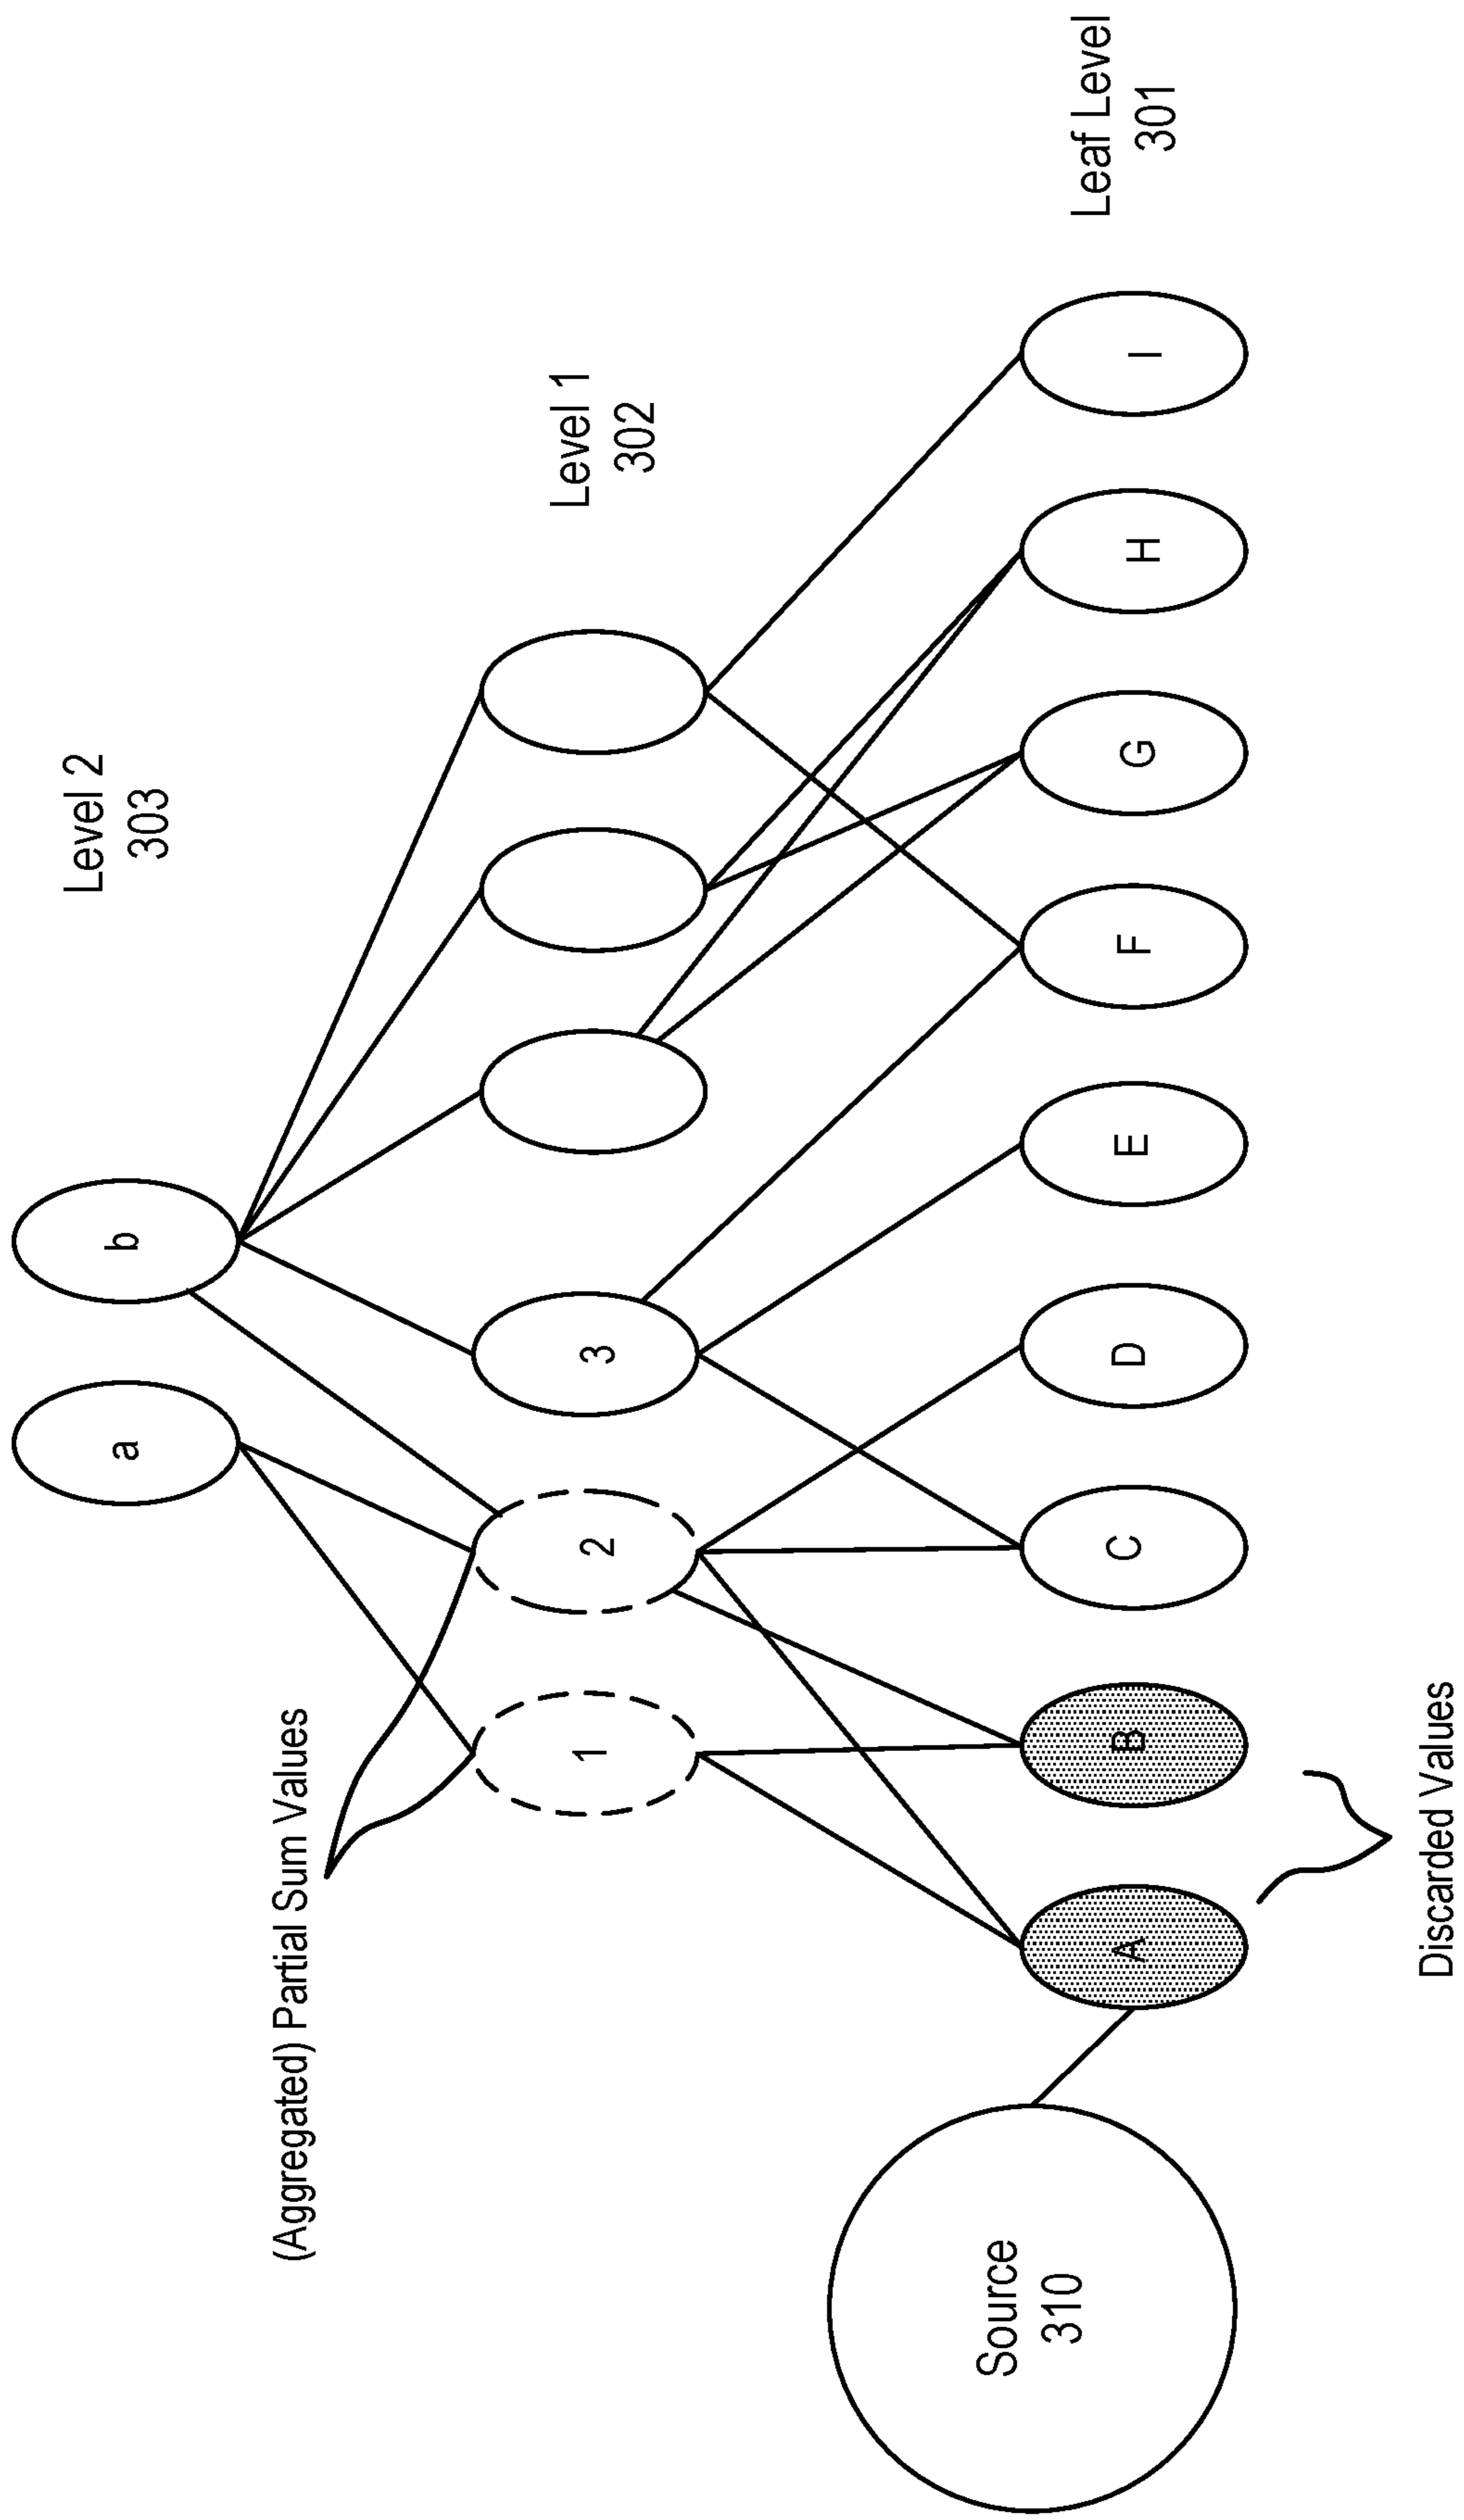 Level 2
303
a
b
(Aggregated) Partial Sum Values
Level 1
302
1
2
3
Source
310
Leaf Level
301
A
B
C
D
E
F
G
H
I
Discarded Values